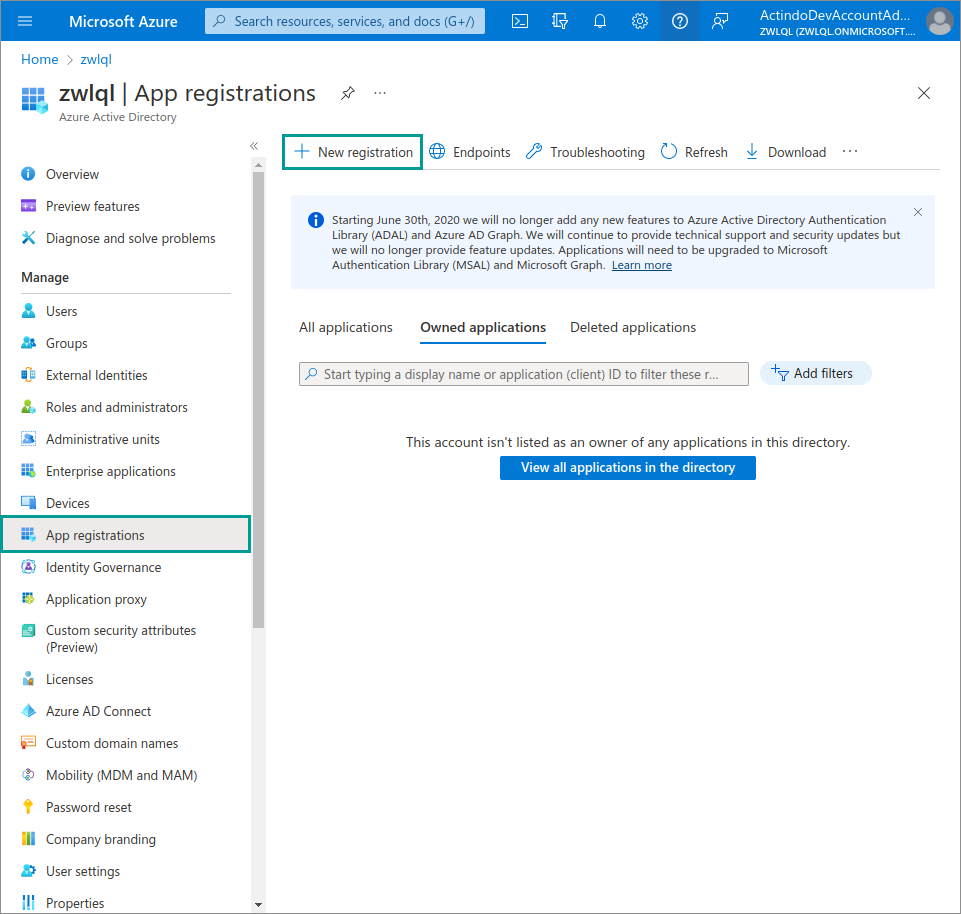 Microsoft Azure
Search resources, services, and docs (G+/)
ActindoDevAccountAd...
ZWLQL (ZWLQL.ONMICROSOFT....
Home
zwlql
zwlql | App registrations
...
Azure Active Directory
«
New registration
Endpoints
Troubleshooting
Refresh
Download
...
Overview
Preview features
Diagnose and solve problems
Manage
Users
Groups
External Identities
Roles and administrators
Administrative units
Enterprise applications
Devices
App registrations
Identity Governance
Application proxy
Custom security attributes
(Preview)
Licenses
Azure AD Connect
Custom domain names
Mobility (MDM and MAM)
Password reset
Company branding
User settings
Properties
Starting June 30th, 2020 we will no longer add any new features to Azure Active Directory Authentication
Library (ADAL) and Azure AD Graph. We will continue to provide technical support and security updates but
we will no longer provide feature updates. Applications will need to be upgraded to Microsoft
Authentication Library (MSAL) and Microsoft Graph. Learn more
All applications
Owned applications
Deleted applications
Start typing a display name or application (client) ID to filter these r...
Add filters
This account isn't listed as an owner of any applications in this directory.
View all applications in the directory